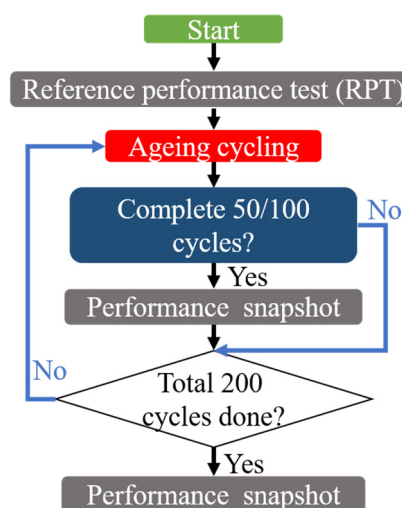 Start
Reference performance test (RPT)
Ageing cycling
Complete 50/100
cycles?
No
Yes
Performance snapshot
No
Total 200
cycles done?
Yes
Performance snapshot